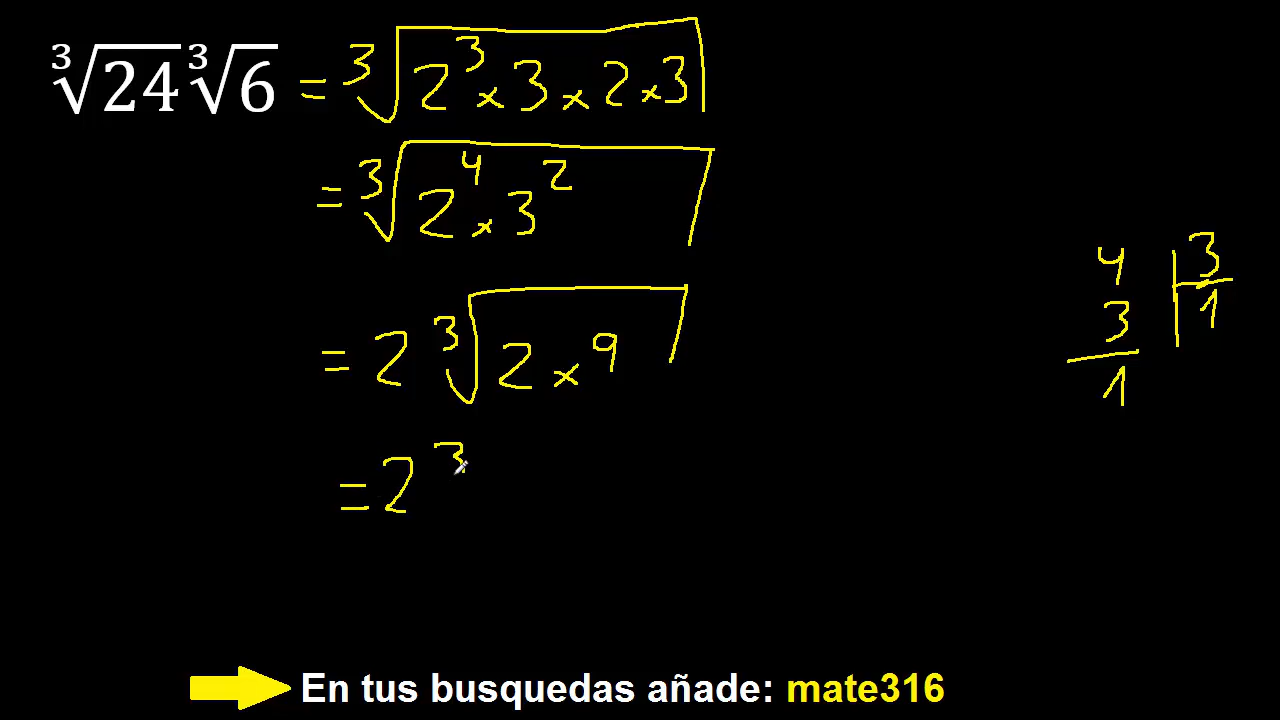 ∛24 ∛6 = ∛(2³ × 3 × 2 × 3)
= ∛(2⁴ × 3²)
= 2 ∛(2 × 9)
= 2 3
4 3
3 1
1
En tus busquedas añade: mate316